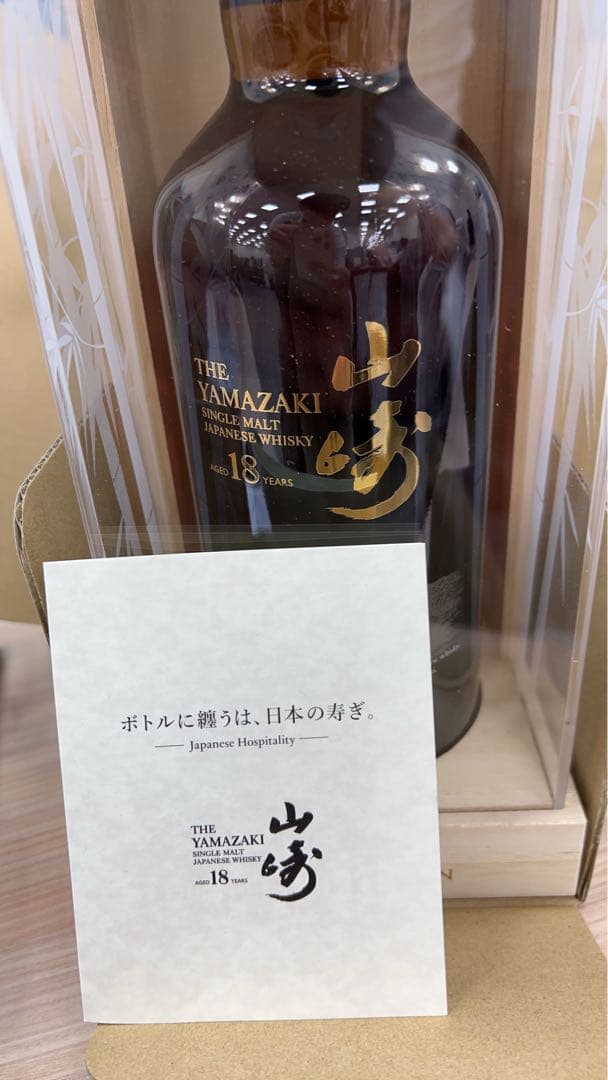 THE
YAMAZAKI
SINGLE MALT
JAPANESE WHISKY
AGED 18 YEARS
山崎
ボトルに纏うは、日本の寿ぎ。
Japanese Hospitality
THE
YAMAZAKI
SINGLE MALT
JAPANESE WHISKY
AGED 18 YEARS
山崎